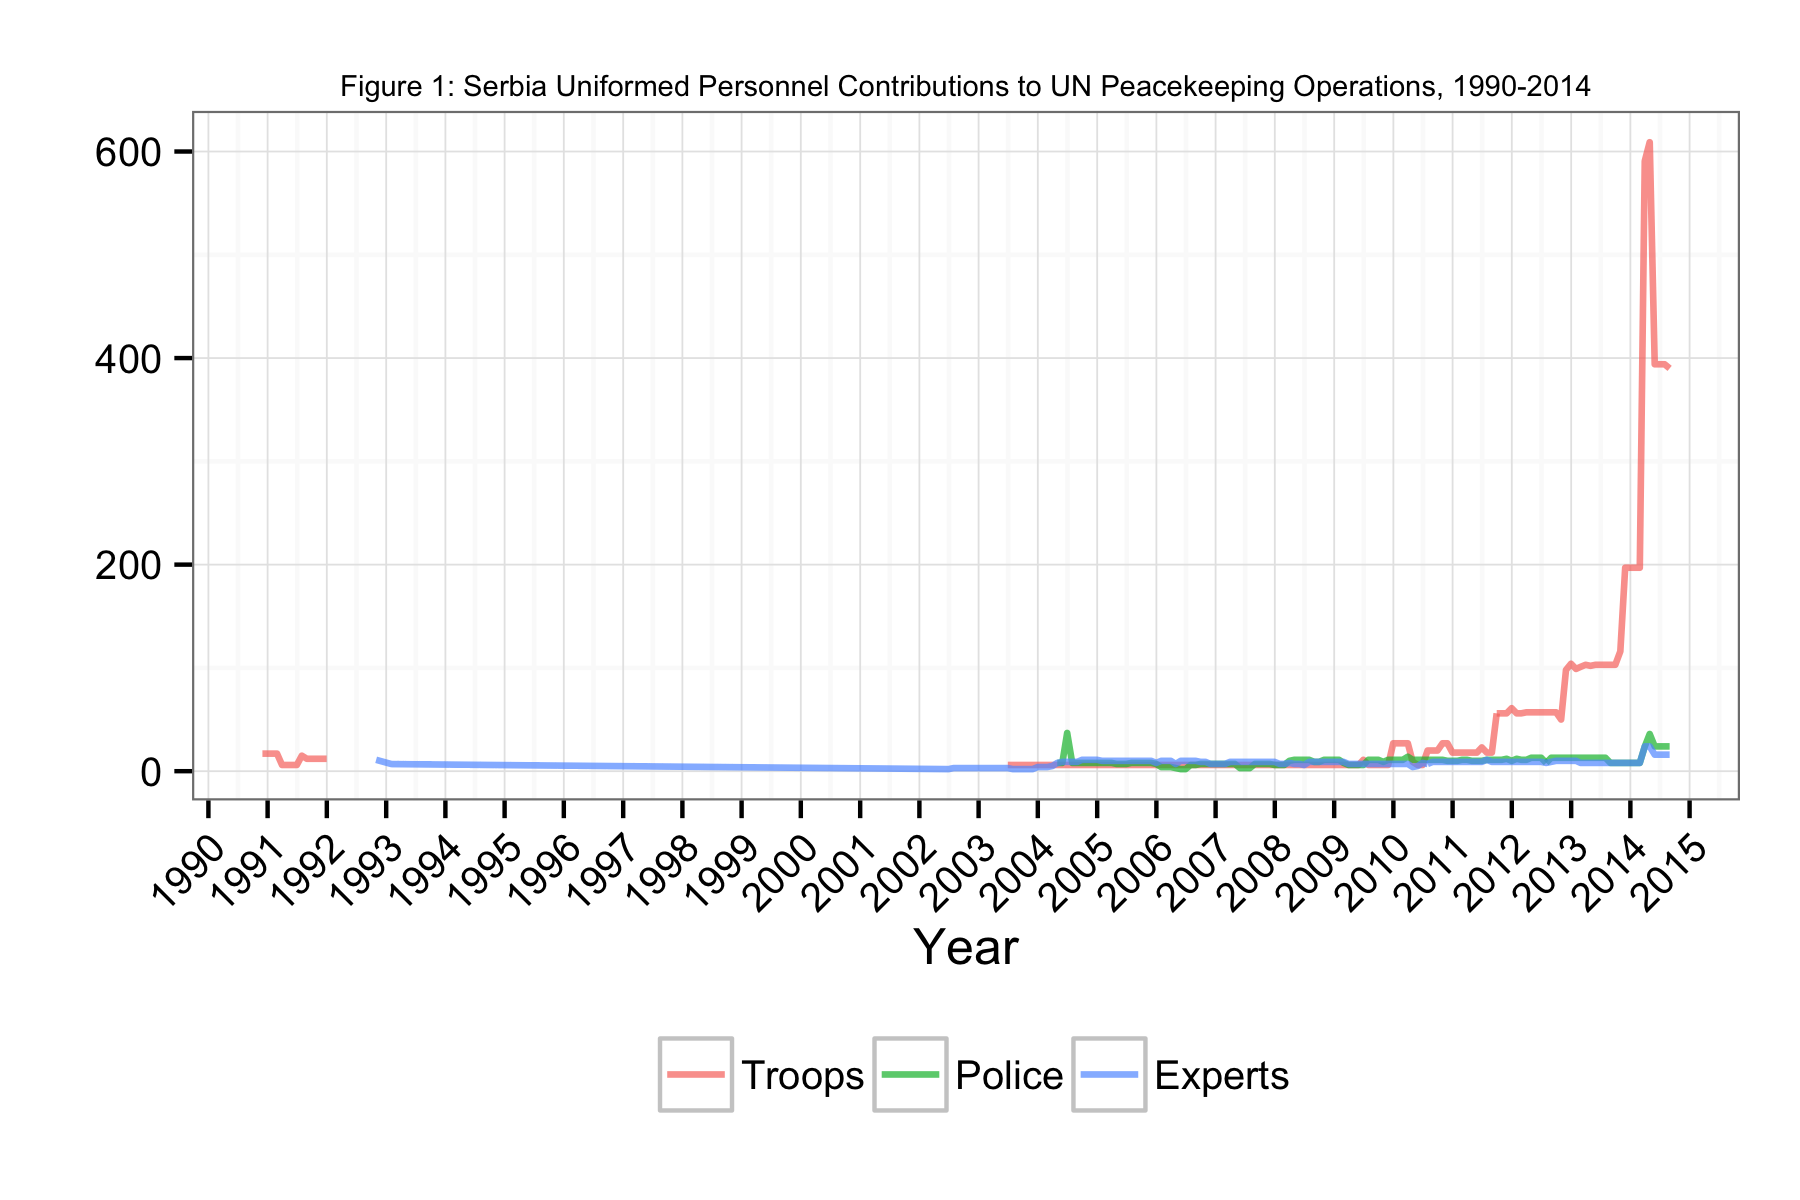 Figure 1: Serbia Uniformed Personnel Contributions to UN Peacekeeping Operations, 1990-2014
600
400
200
0
1990 1991 1992 1993 1994 1995 1996 1997 1998 1999 2000 2001 2002 2003 2004 2005 2006 2007 2008 2009 2010 2011 2012 2013 2014 2015
Year
Troops Police Experts